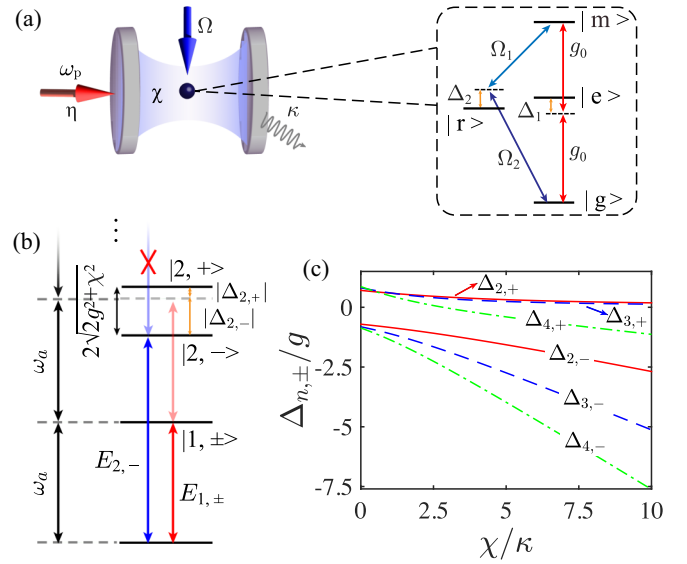 (a)
Ω
ω_p
η
χ
κ
| m >
Ω_1
g_0
Δ_2
| e >
Δ_1
| r >
Ω_2
g_0
| g >
(b)
⋮
|2, +>
2√2g²+χ²
|Δ_{2,+}|
|Δ_{2,−}|
|2, −>
ω_a
|1, ±>
ω_a
E_{2,−}
E_{1,±}
(c)
Δ_{n,±}/g
0
-2.5
-5
-7.5
Δ_{2,+}
Δ_{4,+}
Δ_{3,+}
Δ_{2,−}
Δ_{3,−}
Δ_{4,−}
0 2.5 5 7.5 10
χ/κ